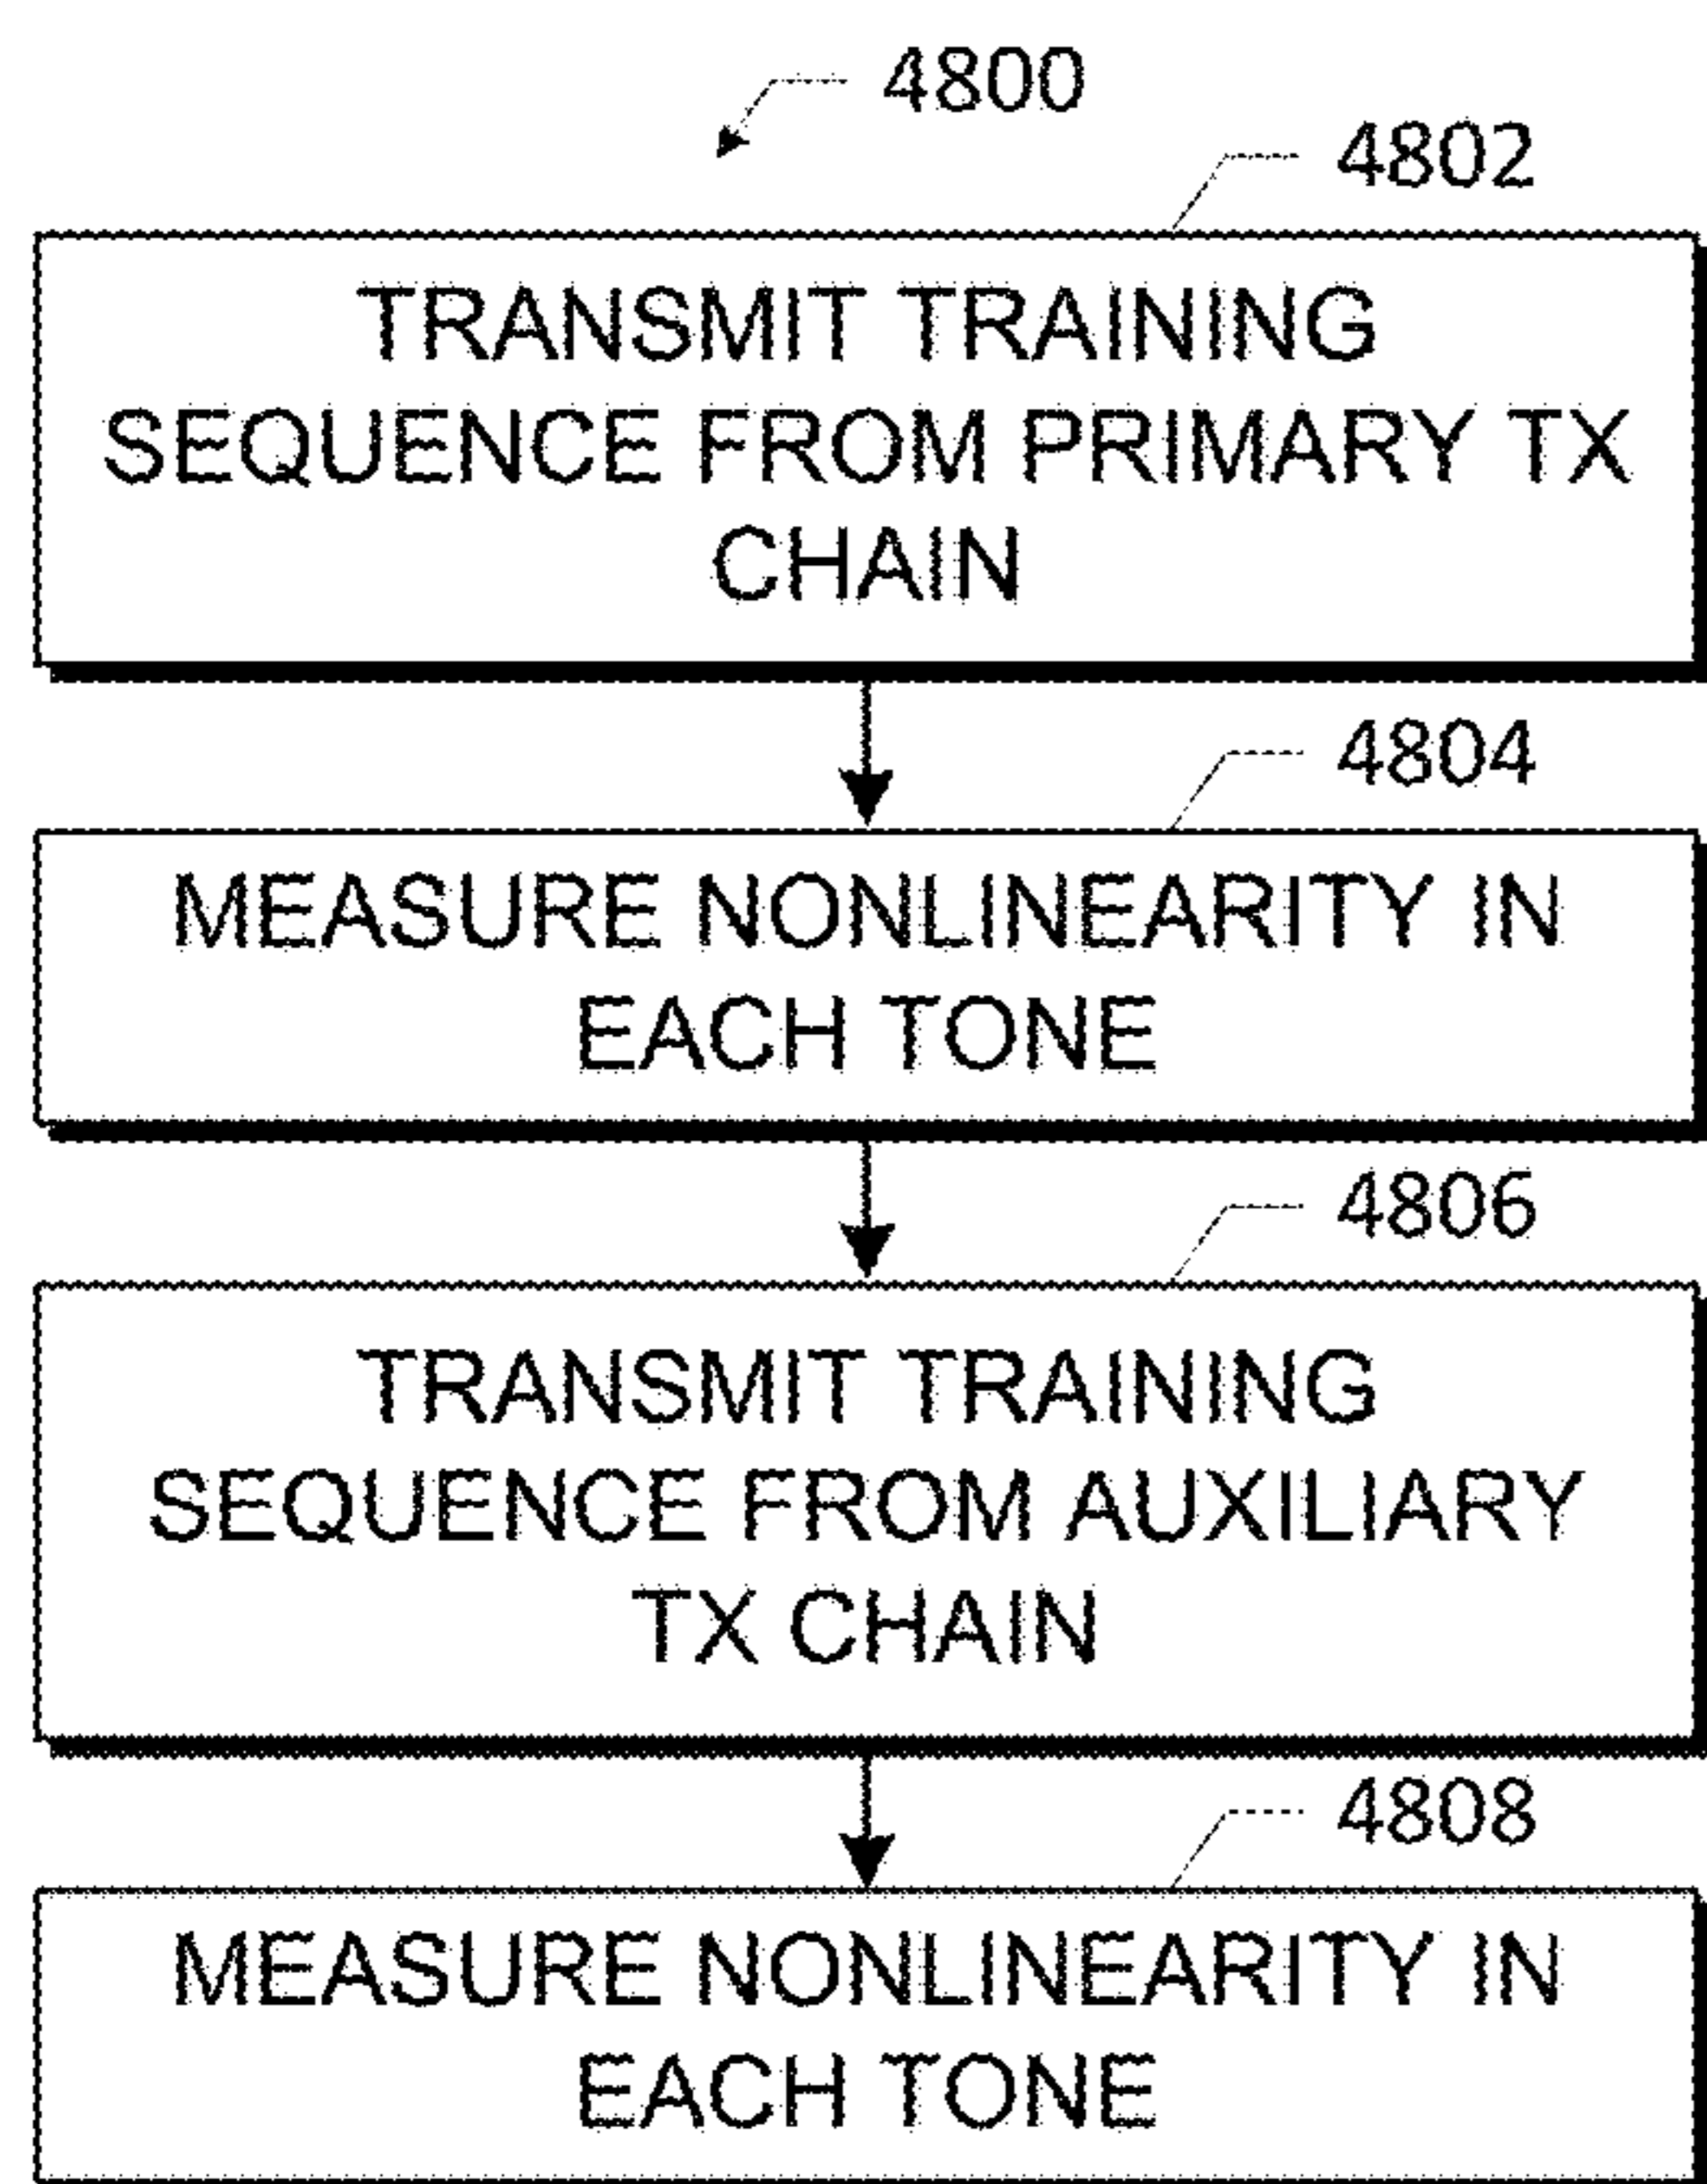 4800
4802
TRANSMIT TRAINING
SEQUENCE FROM PRIMARY TX
CHAIN
4804
MEASURE NONLINEARITY IN
EACH TONE
4806
TRANSMIT TRAINING
SEQUENCE FROM AUXILIARY
TX CHAIN
4808
MEASURE NONLINEARITY IN
EACH TONE